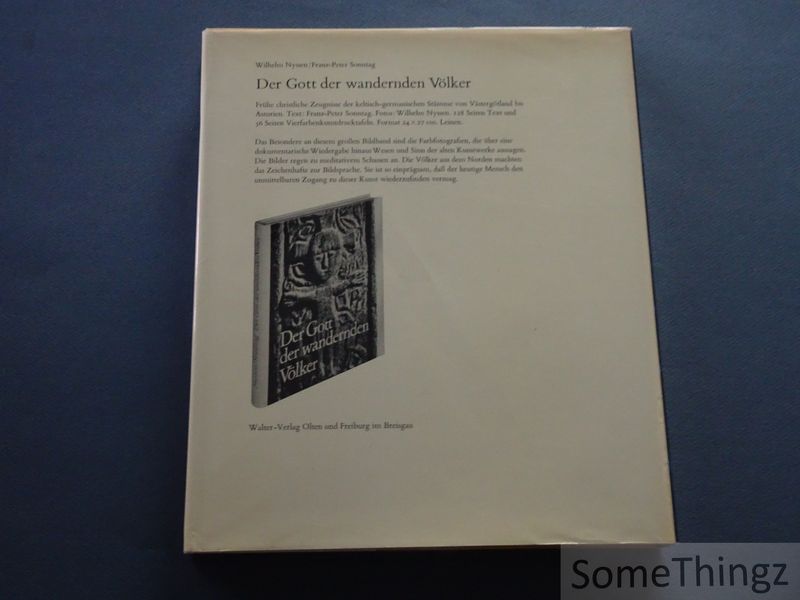 Wilhelm Nyssen/Franz-Peter Sonntag
Der Gott der wandernden Völker
Frühe christliche Zeugnisse der keltisch-germanischen Stämme von Västergötland bis
Asturien. Text: Franz-Peter Sonntag. Fotos: Wilhelm Nyssen. 128 Seiten Text und
56 Seiten Vierfarbenkunstdrucktafeln. Format 24 × 27 cm. Leinen.
Das Besondere an diesem großen Bildband sind die Farbfotografien, die über eine
dokumentarische Wiedergabe hinaus Wesen und Sinn der alten Kunstwerke aussagen.
Die Bilder regen zu meditativem Schauen an. Die Völker aus dem Norden machten
das Zeichenhafte zur Bildsprache. Sie ist so einprägsam, daß der heutige Mensch den
unmittelbaren Zugang zu dieser Kunst wiederzufinden vermag.
Der Gott
der wandernden
Völker
Walter-Verlag Olten und Freiburg im Breisgau
SomeThingz